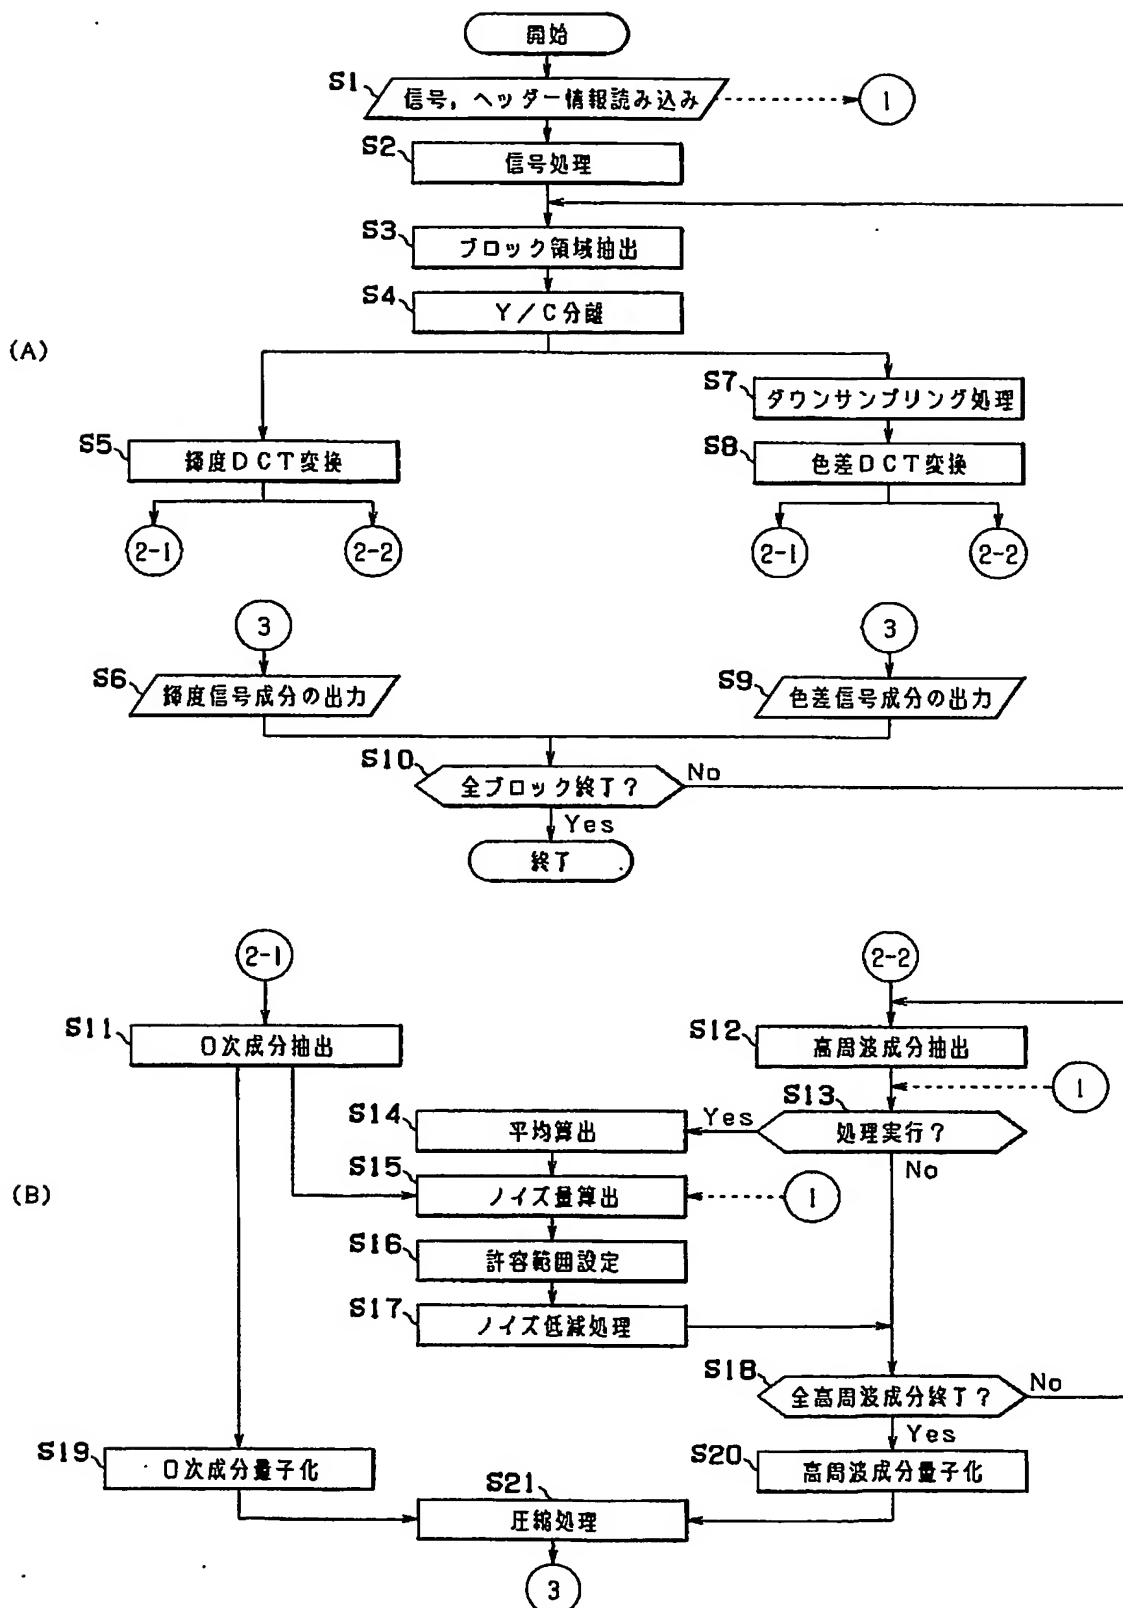 開始
S1
信号，ヘッダー情報読み込み
1
S2
信号処理
S3
ブロック領域抽出
S4
Y／C分離
(A)
S7
ダウンサンプリング処理
S5
輝度DCT変換
S8
色差DCT変換
2-1
2-2
2-1
2-2
3
3
S6
輝度信号成分の出力
S9
色差信号成分の出力
S10
全ブロック終了？
No
Yes
終了
2-1
2-2
S11
0次成分抽出
S12
高周波成分抽出
1
S13
処理実行？
Yes
No
S14
平均算出
(B)
S15
ノイズ量算出
1
S16
許容範囲設定
S17
ノイズ低減処理
S18
全高周波成分終了？
No
Yes
S19
0次成分量子化
S20
高周波成分量子化
S21
圧縮処理
3